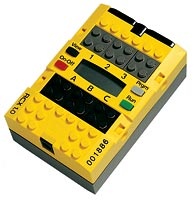 View
1 2 3
On-Off
Prgm
A B C
Run
RCX 1.0
001886